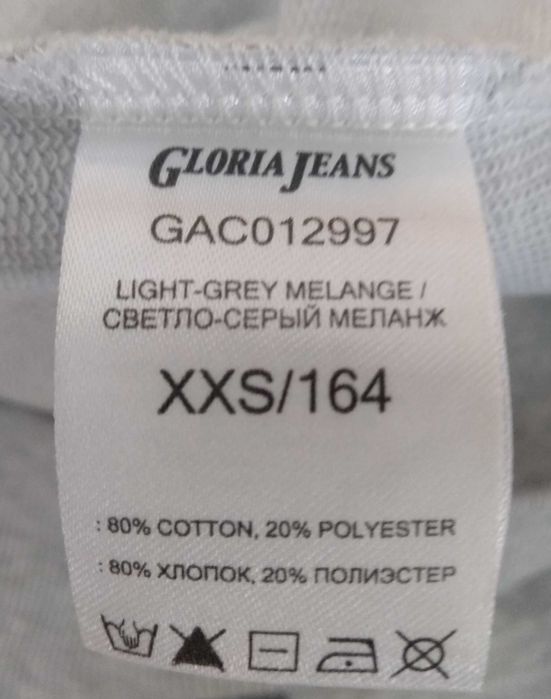 GLORIA JEANS
GAC012997
LIGHT-GREY MELANGE /
СВЕТЛО-СЕРЫЙ МЕЛАНЖ
XXS/164
: 80% COTTON, 20% POLYESTER
: 80% ХЛОПОК, 20% ПОЛИЭСТЕР